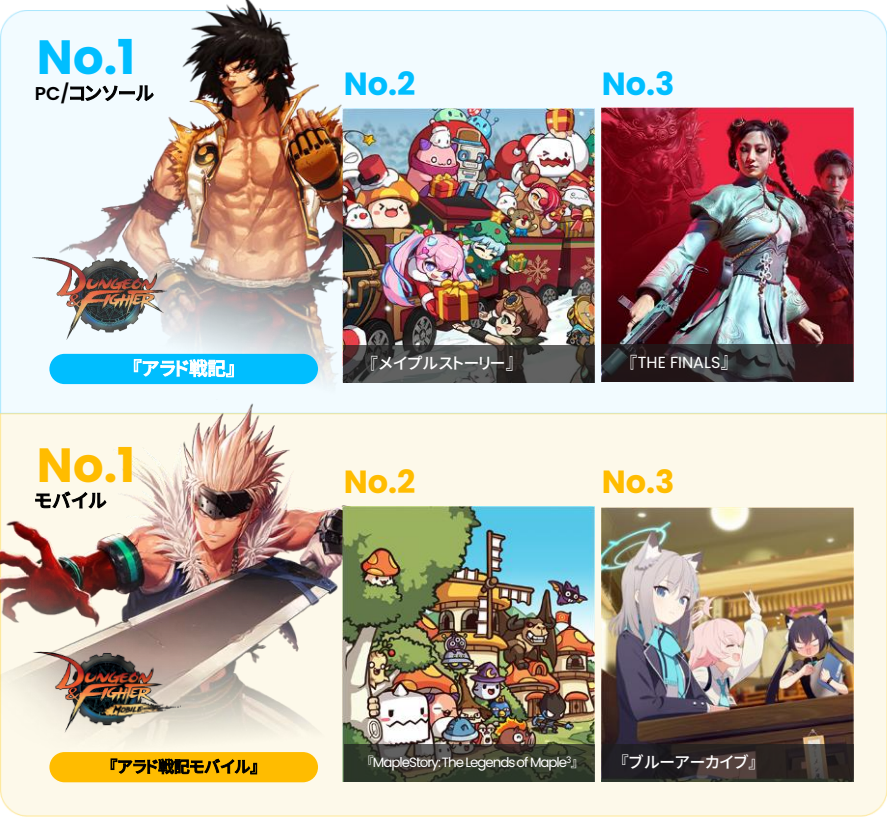 No.1
PC/コンソール
No.2
No.3
DUNGEON
& FIGHTER
『アラド戦記』
『メイプルストーリー』
『THE FINALS』
No.1
モバイル
No.2
No.3
DUNGEON
& FIGHTER
MOBILE
『アラド戦記モバイル』
『MapleStory: The Legends of Maple³』
『ブルーアーカイブ』